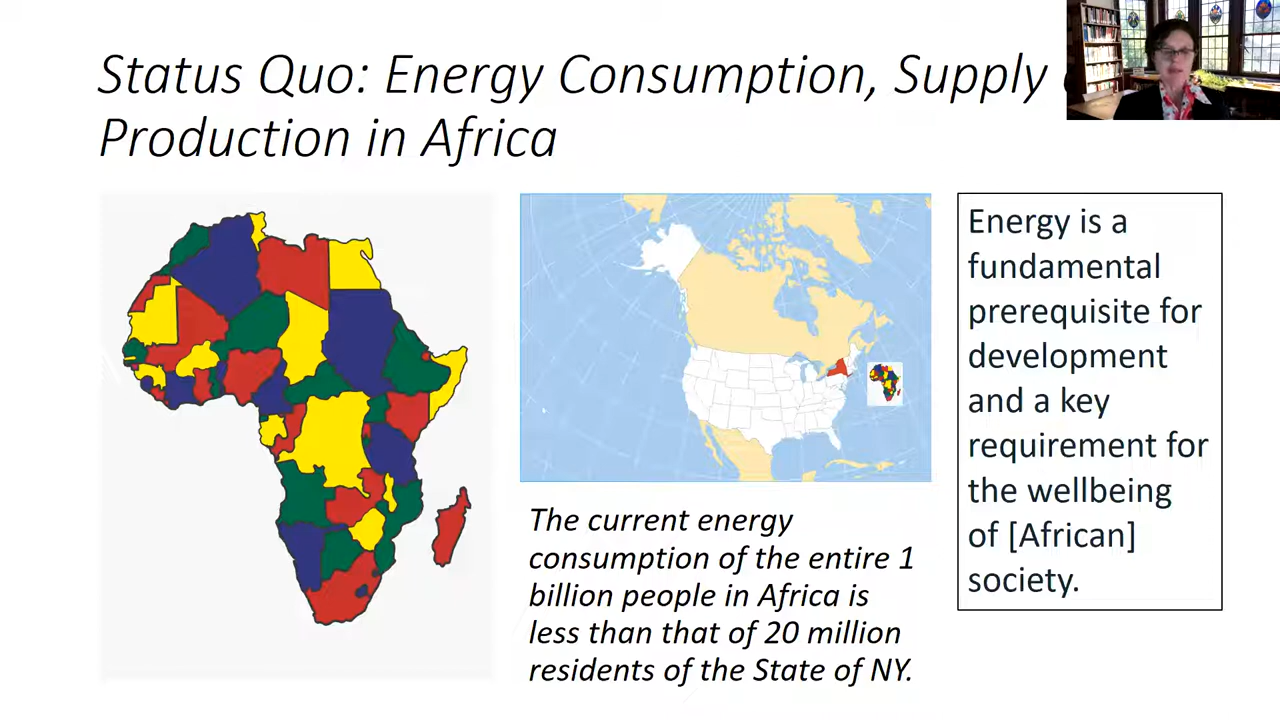 Status Quo: Energy Consumption, Supply
Production in Africa
The current energy
consumption of the entire 1
billion people in Africa is
less than that of 20 million
residents of the State of NY.
Energy is a
fundamental
prerequisite for
development
and a key
requirement for
the wellbeing
of [African]
society.